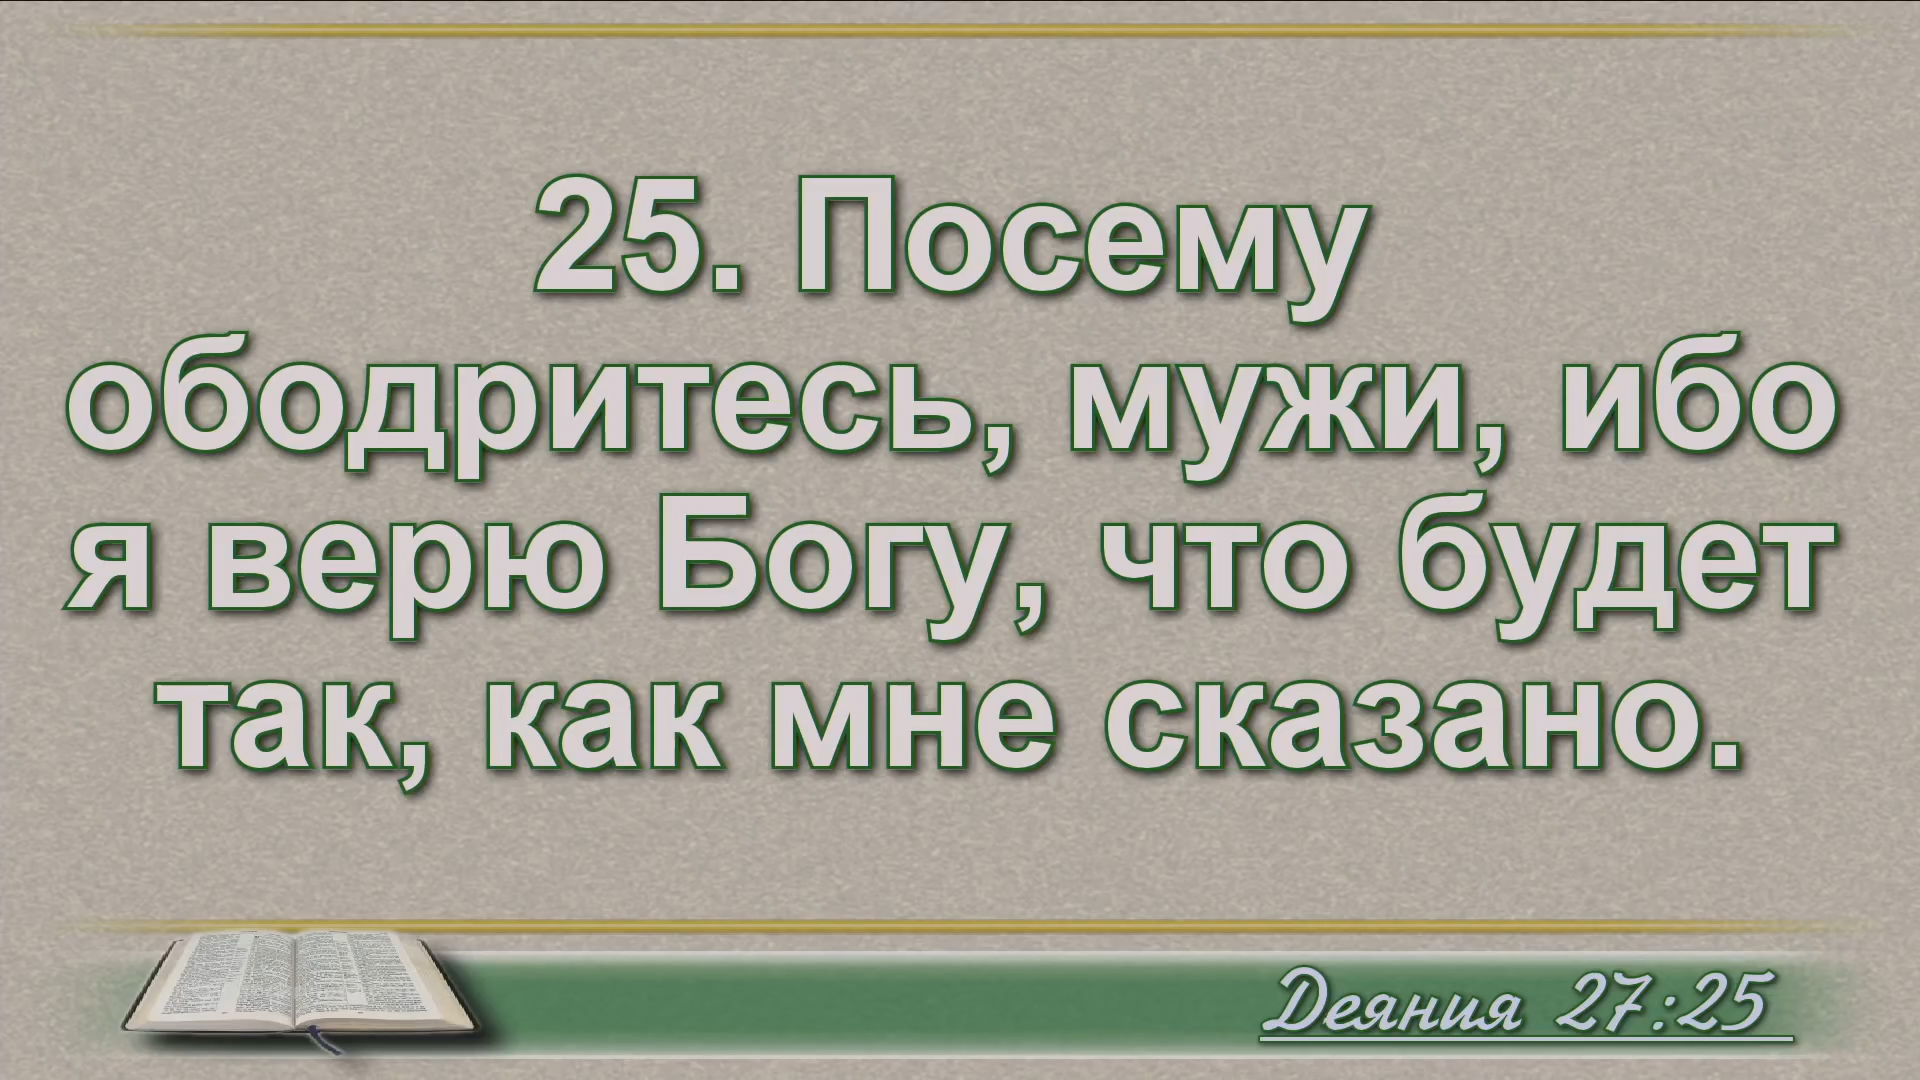 25. Посему
ободритесь, мужи, ибо
я верю Богу, что будет
так, как мне сказано.
Деяния 27:25